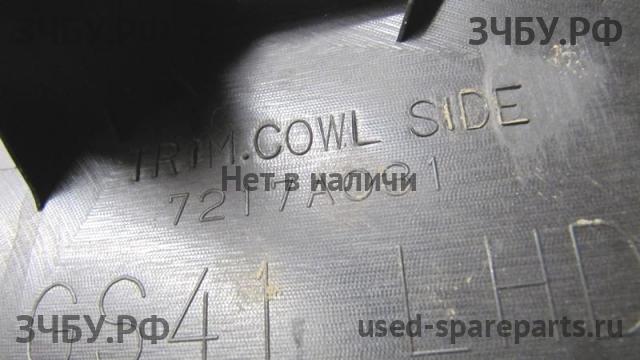 ЗЧБУ.РФ
ЗЧБУ.РФ
TRIM.COWL SIDE
Нет в наличи
GS41 LHD
ЗЧБУ.РФ
used-spareparts.ru